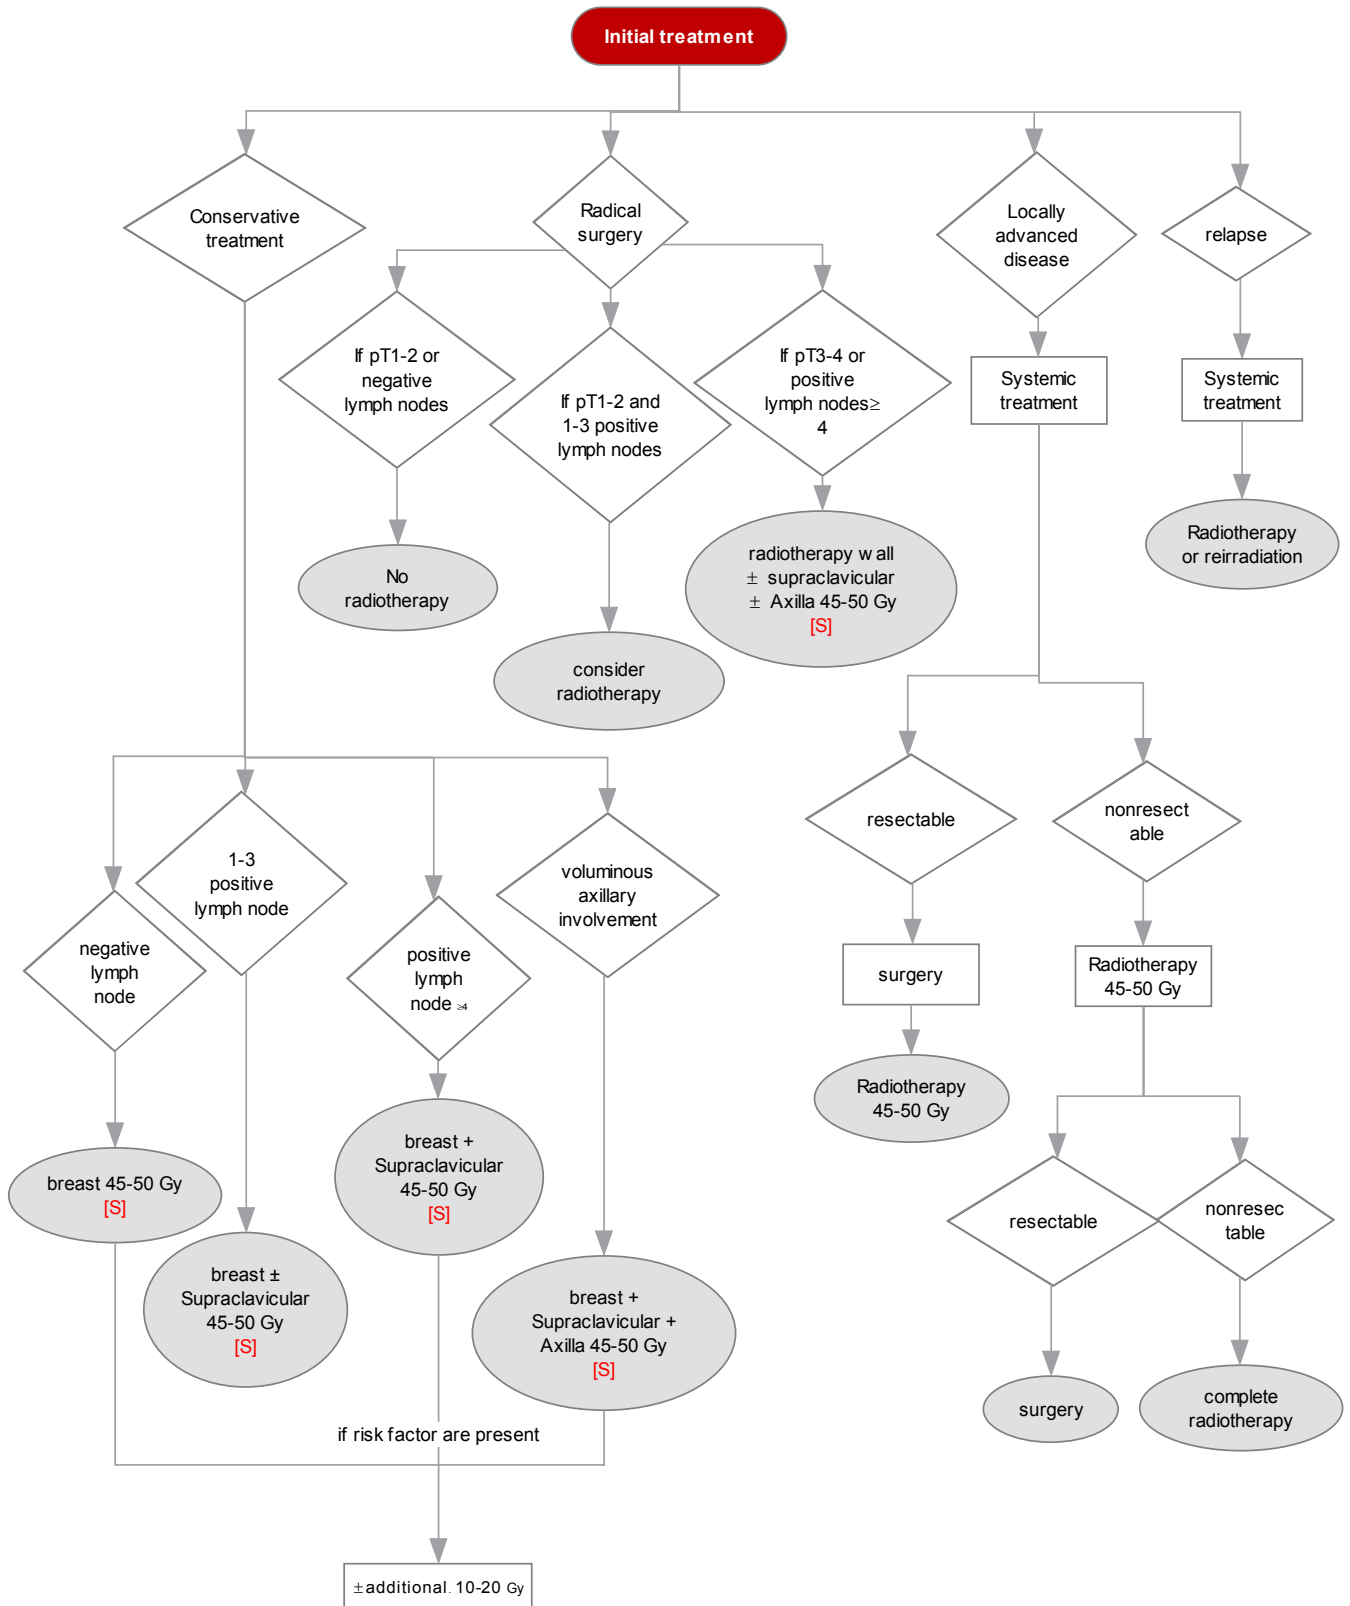 Initial treatment
Conservative
treatment
Radical
surgery
Locally
advanced
disease
relapse
If pT1-2 or
negative
lymph nodes
If pT1-2 and
1-3 positive
lymph nodes
If pT3-4 or
positive
lymph nodes≥
4
Systemic
treatment
Systemic
treatment
No
radiotherapy
consider
radiotherapy
radiotherapy wall
± supraclavicular
± Axilla 45-50 Gy
[S]
Radiotherapy
or reirradiation
resectable
nonresect
able
negative
lymph
node
1-3
positive
lymph node
positive
lymph
node ≥4
voluminous
axillary
involvement
surgery
Radiotherapy
45-50 Gy
Radiotherapy
45-50 Gy
breast 45-50 Gy
[S]
breast ±
Supraclavicular
45-50 Gy
[S]
breast +
Supraclavicular
45-50 Gy
[S]
breast +
Supraclavicular +
Axilla 45-50 Gy
[S]
resectable
nonresec
table
surgery
complete
radiotherapy
if risk factor are present
±additional. 10-20 Gy